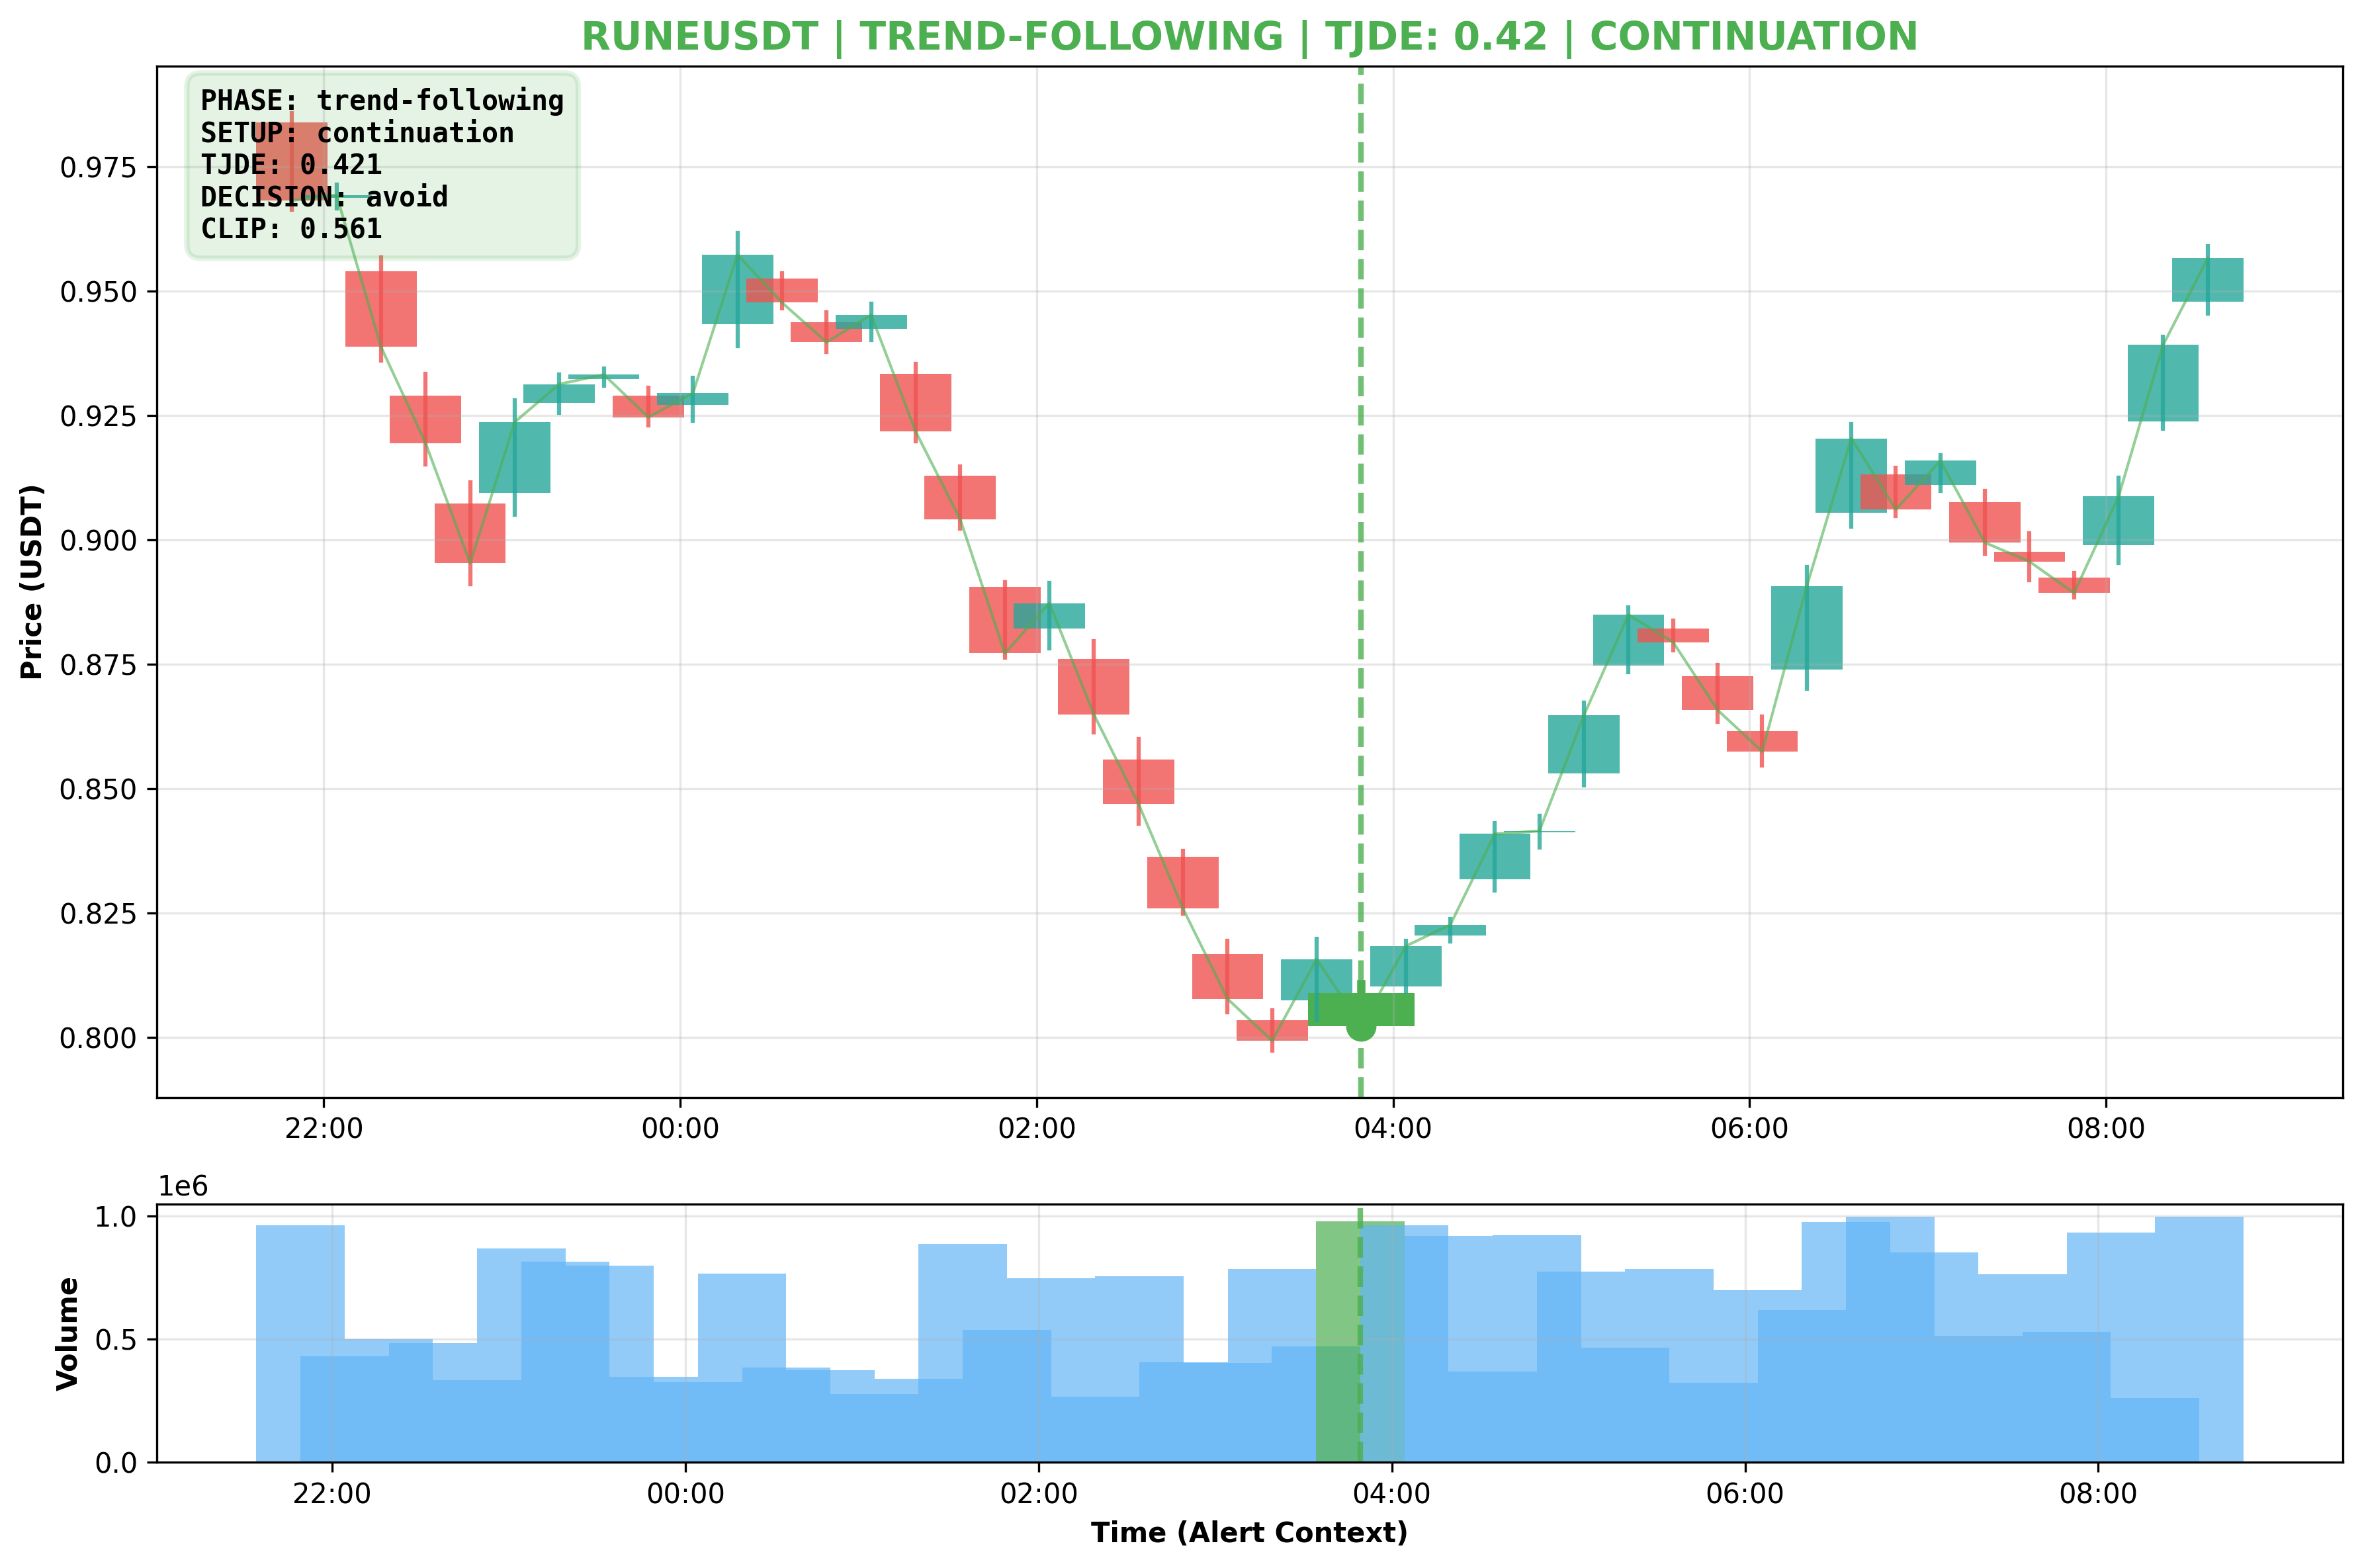 RUNEUSDT | TREND-FOLLOWING | TJDE: 0.42 | CONTINUATION
PHASE: trend-following
SETUP: continuation
TJDE: 0.421
DECISION: avoid
CLIP: 0.561
Price (USDT)
0.975
0.950
0.925
0.900
0.875
0.850
0.825
0.800
22:00 00:00 02:00 04:00 06:00 08:00
1e6
Volume
1.0
0.5
0.0
22:00 00:00 02:00 04:00 06:00 08:00
Time (Alert Context)